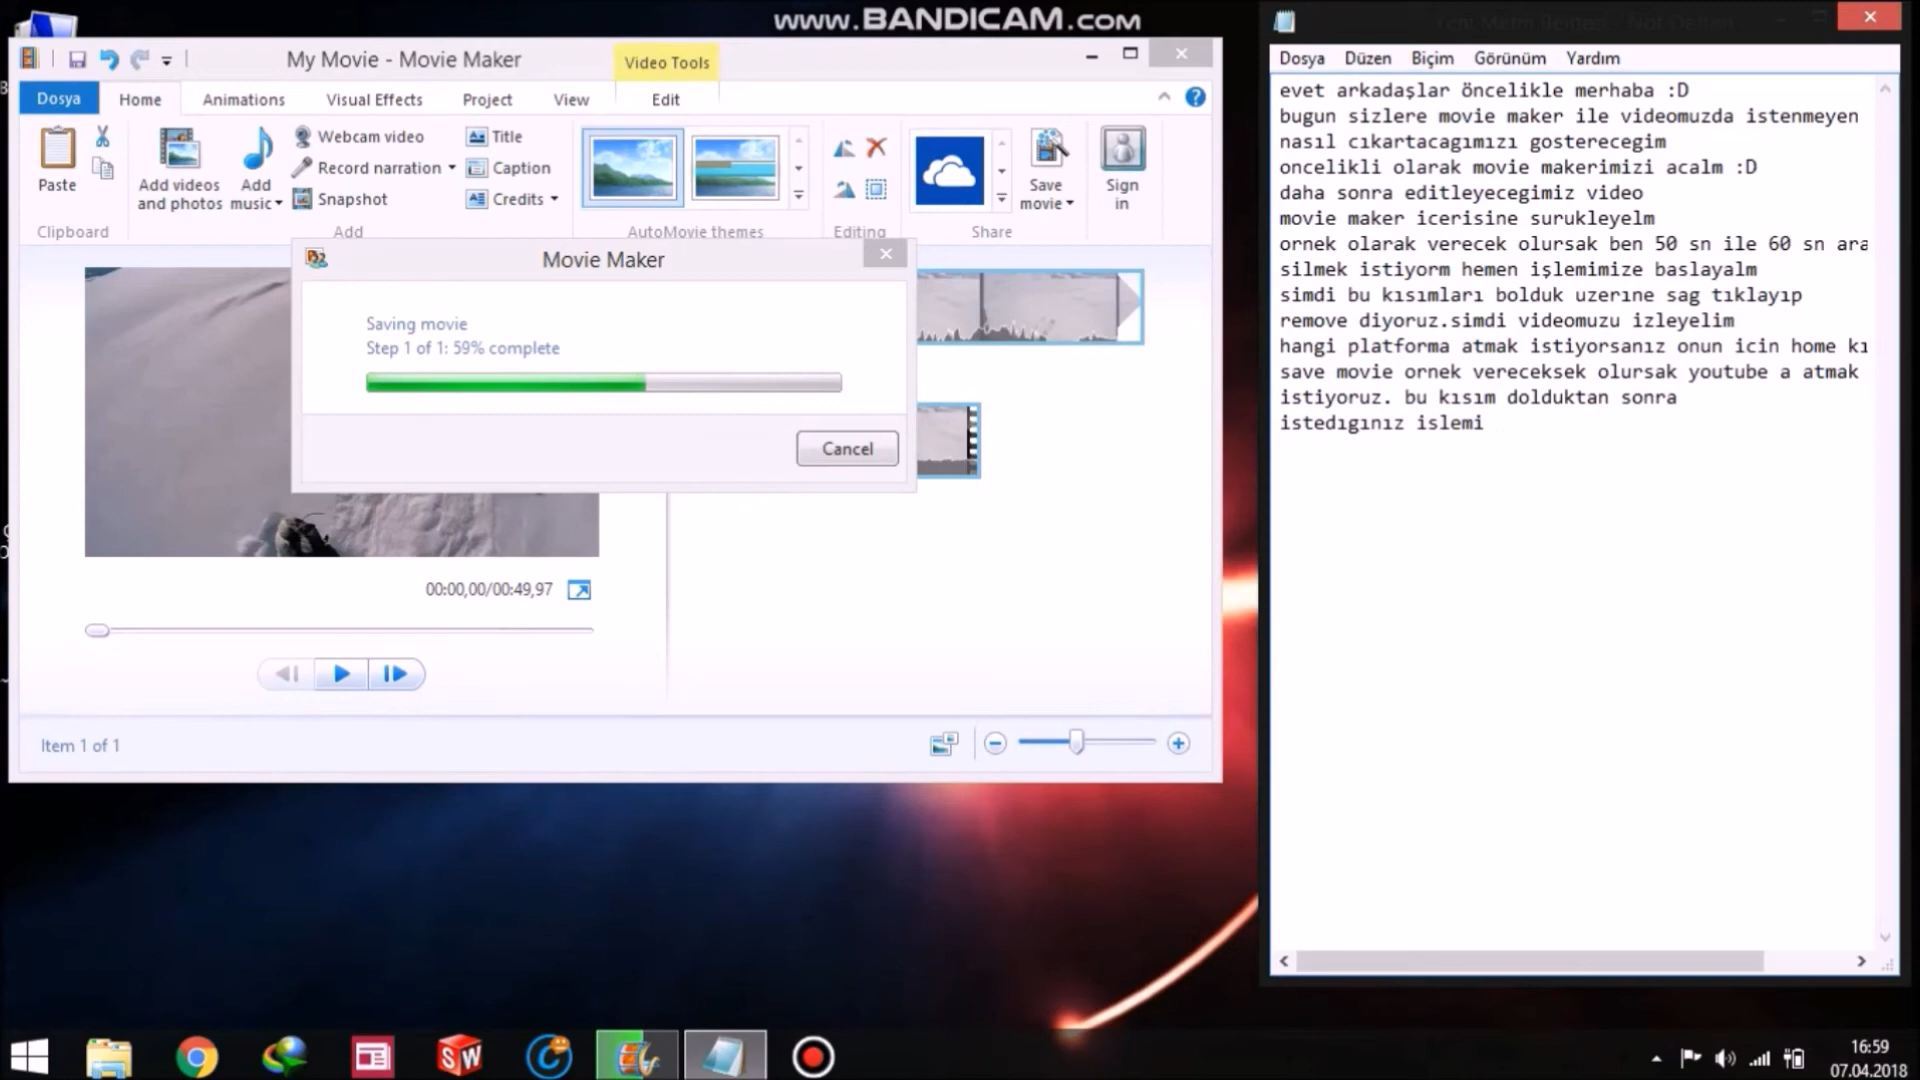 www.BANDICAM.com
My Movie - Movie Maker
Video Tools
Dosya
Home
Animations
Visual Effects
Project
View
Edit
Paste
Add videos
and photos
Add
music
Webcam video
Record narration
Snapshot
Title
Caption
Credits
Save
movie
Sign
in
Clipboard
Add
AutoMovie themes
Editing
Share
Movie Maker
Saving movie
Step 1 of 1: 59% complete
Cancel
00:00,00/00:49,97
Item 1 of 1
Dosya Düzen Biçim Görünüm Yardım
evet arkadaşlar öncelikle merhaba :D
bugun sizlere movie maker ile videomuzda istenmeyen
nasıl cıkartacagımızı gosterecegim
oncelikli olarak movie makerimizi acalm :D
daha sonra editleyecegimiz video
movie maker icerisine surukleyelm
ornek olarak verecek olursak ben 50 sn ile 60 sn ara
silmek istiyorm hemen işlemimize baslayalm
simdi bu kısımları bolduk uzerıne sag tıklayıp
remove diyoruz.simdi videomuzu izleyelim
hangi platforma atmak istiyorsanız onun icin home kı
save movie ornek vereceksek olursak youtube a atmak
istiyoruz. bu kısım dolduktan sonra
istedıgınız islemi
SW
16:59
07.04.2018